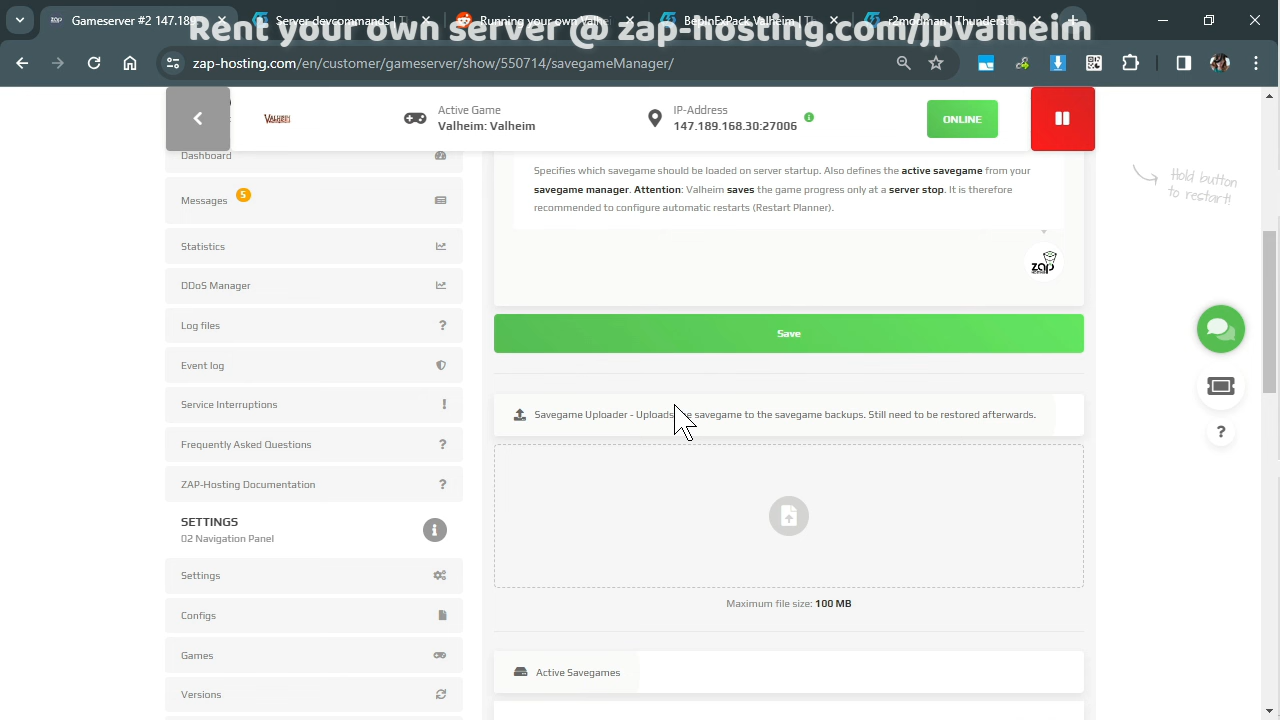 Gameserver #2 147.189
Server devcommands | T
Running your own Valhei
BepInExPack Valheim | Th
r2modman | Thunderst
Rent your own server @ zap-hosting.com/jpvalheim
zap-hosting.com/en/customer/gameserver/show/550714/savegameManager/
VALHEIM
Active Game
Valheim: Valheim
IP-Address
147.189.168.30:27006
ONLINE
Hold button
to restart!
Dashboard
Messages
5
Statistics
DDoS Manager
Log files
Event log
Service Interruptions
Frequently Asked Questions
ZAP-Hosting Documentation
SETTINGS
02 Navigation Panel
Settings
Configs
Games
Versions
Specifies which savegame should be loaded on server startup. Also defines the active savegame from your
savegame manager. Attention: Valheim saves the game progress only at a server stop. It is therefore
recommended to configure automatic restarts (Restart Planner).
zap
Save
Savegame Uploader - Uploads savegame to the savegame backups. Still need to be restored afterwards.
Maximum file size: 100 MB
Active Savegames